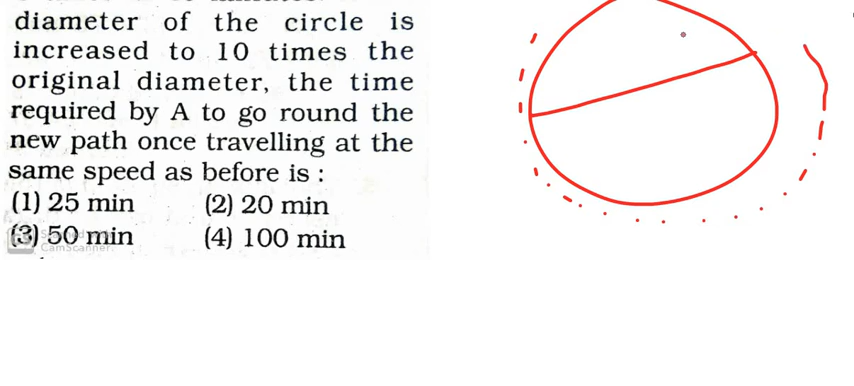 diameter of the circle is
increased to 10 times the
original diameter, the time
required by A to go round the
new path once travelling at the
same speed as before is :
(1) 25 min (2) 20 min
(3) 50 min (4) 100 min
CamScanner